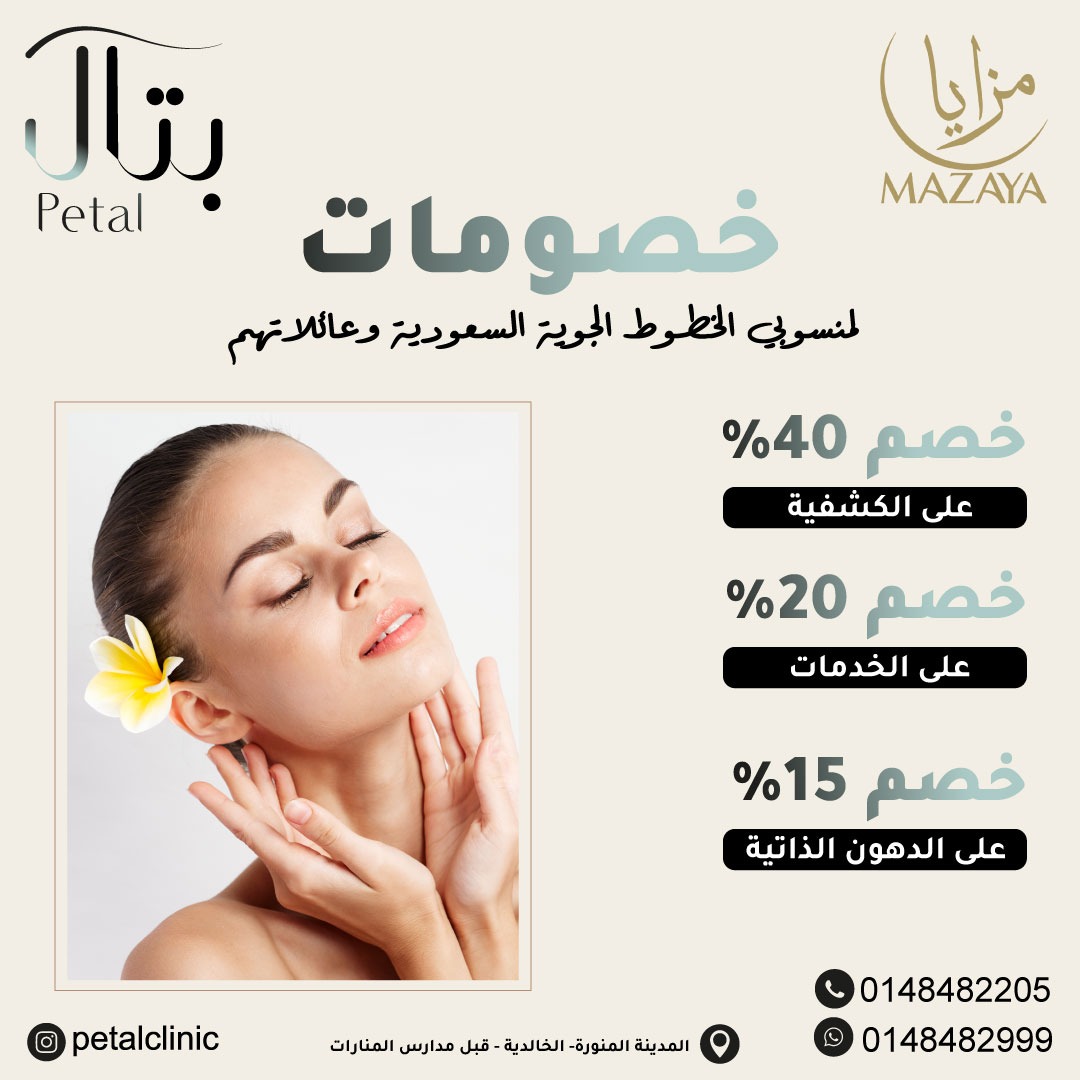 بتال
Petal
مزايا
MAZAYA
خصومات
لمنسوبي الخطوط الجوية السعودية وعائلاتهم
خصم 40%
على الكشفية
خصم 20%
على الخدمات
خصم 15%
على الدهون الذاتية
0148482205
0148482999
المدينة المنورة- الخالدية - قبل مدارس المنارات
petalclinic